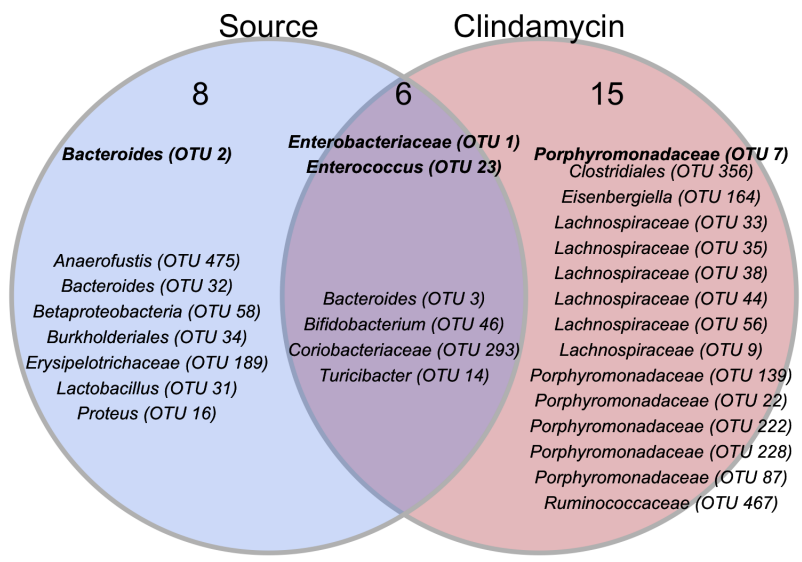 Source
Clindamycin
8
6
15
Bacteroides (OTU 2)
Anaerofustis (OTU 475)
Bacteroides (OTU 32)
Betaproteobacteria (OTU 58)
Burkholderiales (OTU 34)
Erysipelotrichaceae (OTU 189)
Lactobacillus (OTU 31)
Proteus (OTU 16)
Enterobacteriaceae (OTU 1)
Enterococcus (OTU 23)
Bacteroides (OTU 3)
Bifidobacterium (OTU 46)
Coriobacteriaceae (OTU 293)
Turicibacter (OTU 14)
Porphyromonadaceae (OTU 7)
Clostridiales (OTU 356)
Eisenbergiella (OTU 164)
Lachnospiraceae (OTU 33)
Lachnospiraceae (OTU 35)
Lachnospiraceae (OTU 38)
Lachnospiraceae (OTU 44)
Lachnospiraceae (OTU 56)
Lachnospiraceae (OTU 9)
Porphyromonadaceae (OTU 139)
Porphyromonadaceae (OTU 22)
Porphyromonadaceae (OTU 222)
Porphyromonadaceae (OTU 228)
Porphyromonadaceae (OTU 87)
Ruminococcaceae (OTU 467)